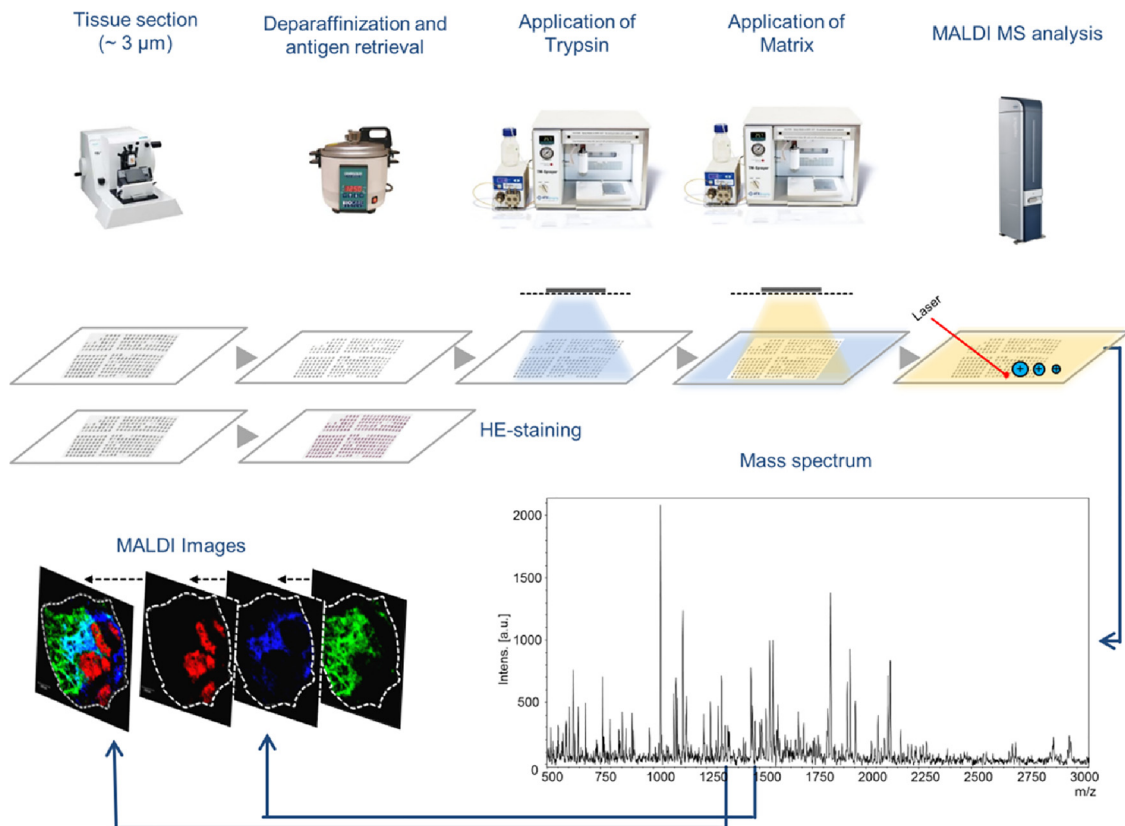 Tissue section
(~ 3 µm)
Deparaffinization and
antigen retrieval
Application of
Trypsin
Application of
Matrix
MALDI MS analysis
Laser
+ + +
HE-staining
Mass spectrum
MALDI Images
Intens. [a.u.]
2000
1500
1000
500
0
500 750 1000 1250 1500 1750 2000 2250 2500 2750 3000
m/z